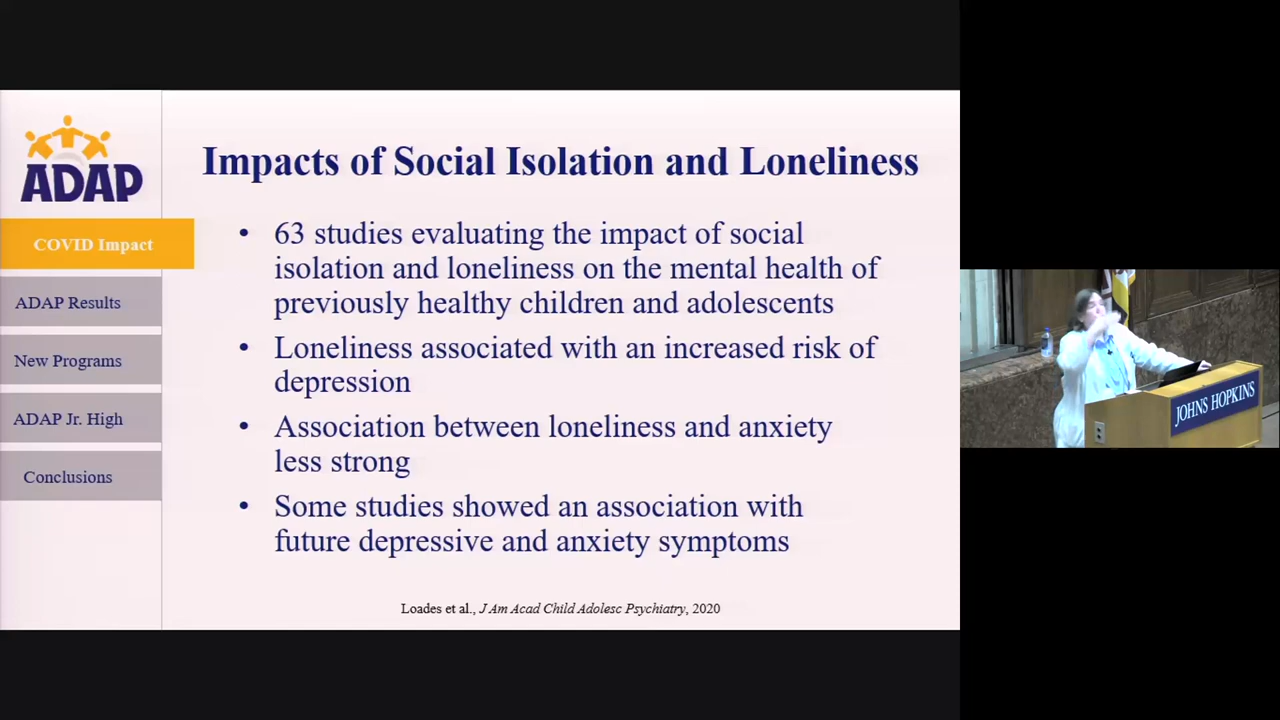 ADAP
COVID Impact
ADAP Results
New Programs
ADAP Jr. High
Conclusions
Impacts of Social Isolation and Loneliness
• 63 studies evaluating the impact of social
isolation and loneliness on the mental health of
previously healthy children and adolescents
• Loneliness associated with an increased risk of
depression
• Association between loneliness and anxiety
less strong
• Some studies showed an association with
future depressive and anxiety symptoms
Loades et al., J Am Acad Child Adolesc Psychiatry, 2020
JOHNS HOPKINS